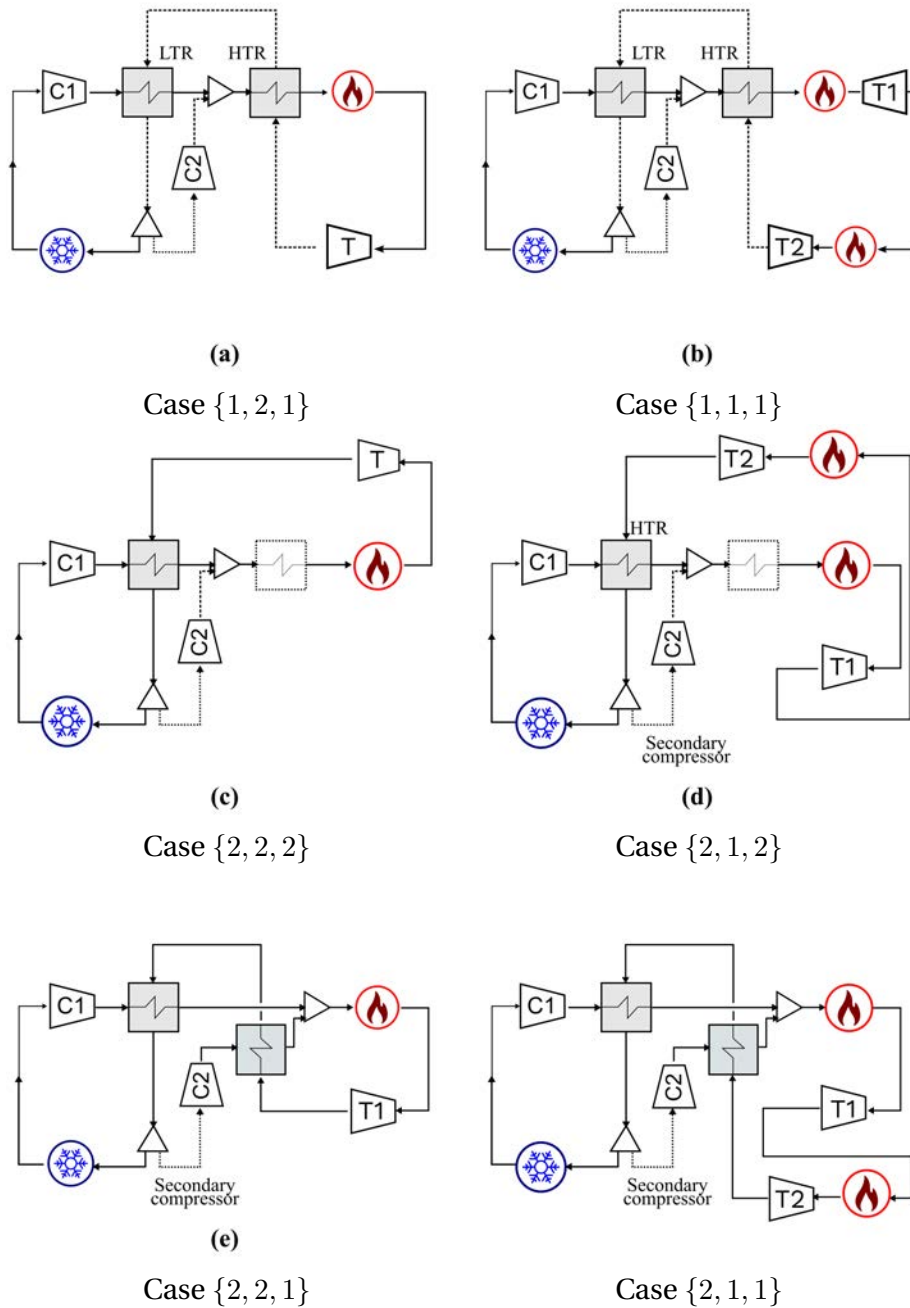 LTR HTR LTR HTR
C1 C1 T1
C2 C2
T T2
(a) (b)
Case {1, 2, 1} Case {1, 1, 1}
T T2
HTR
C1 C1
C2 C2
T1
Secondary
compressor
(c) (d)
Case {2, 2, 2} Case {2, 1, 2}
C1 C1
C2 T1 C2 T1
Secondary Secondary
compressor compressor
T2
(e)
Case {2, 2, 1} Case {2, 1, 1}